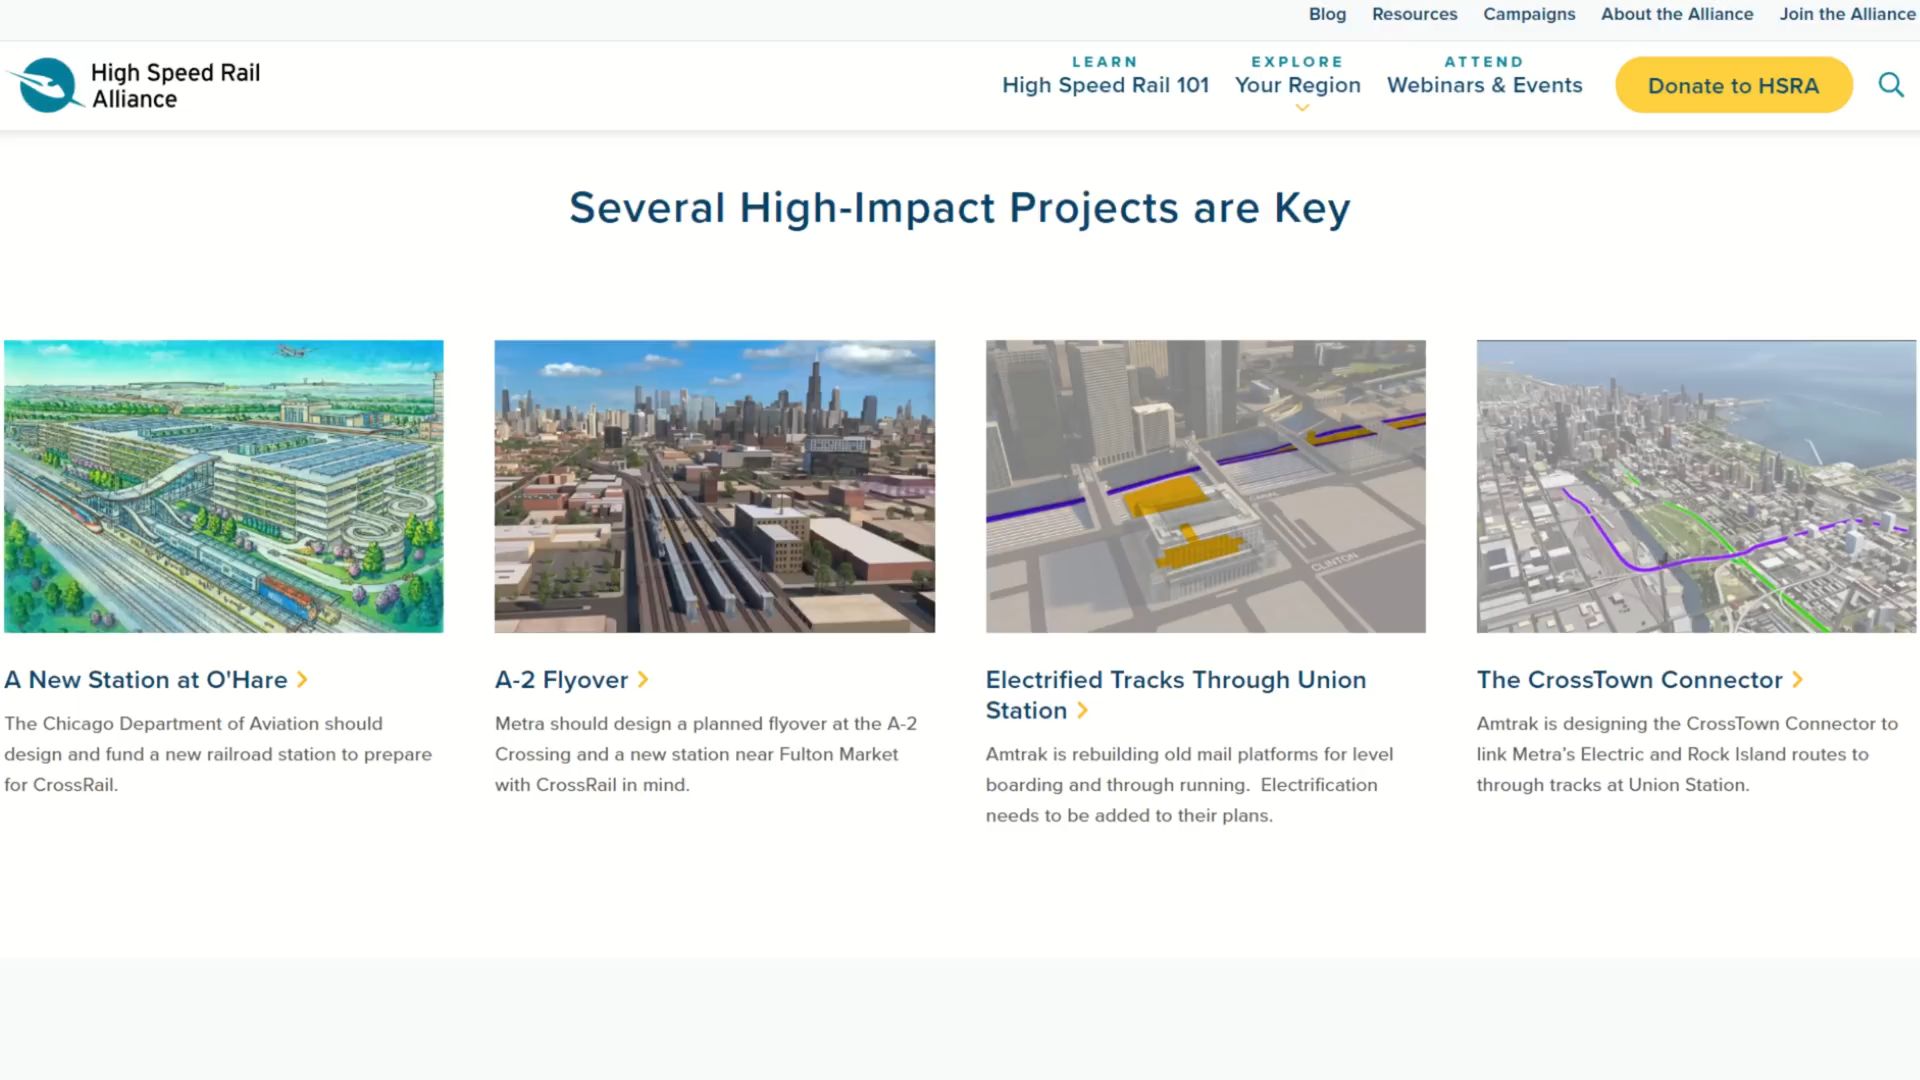 Blog Resources Campaigns About the Alliance Join the Alliance
High Speed Rail
Alliance
LEARN
High Speed Rail 101
EXPLORE
Your Region
ATTEND
Webinars & Events
Donate to HSRA
Several High-Impact Projects are Key
CANAL
CLINTON
A New Station at O'Hare
The Chicago Department of Aviation should
design and fund a new railroad station to prepare
for CrossRail.
A-2 Flyover
Metra should design a planned flyover at the A-2
Crossing and a new station near Fulton Market
with CrossRail in mind.
Electrified Tracks Through Union
Station
Amtrak is rebuilding old mail platforms for level
boarding and through running. Electrification
needs to be added to their plans.
The CrossTown Connector
Amtrak is designing the CrossTown Connector to
link Metra’s Electric and Rock Island routes to
through tracks at Union Station.